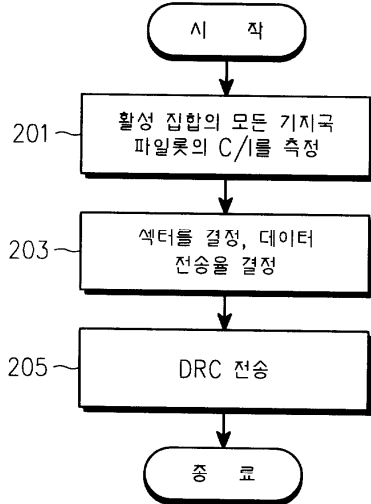 시 작
201
활성 집합의 모든 기지국
파일롯의 C/I를 측정
203
섹터를 결정, 데이터
전송율 결정
205
DRC 전송
종 료